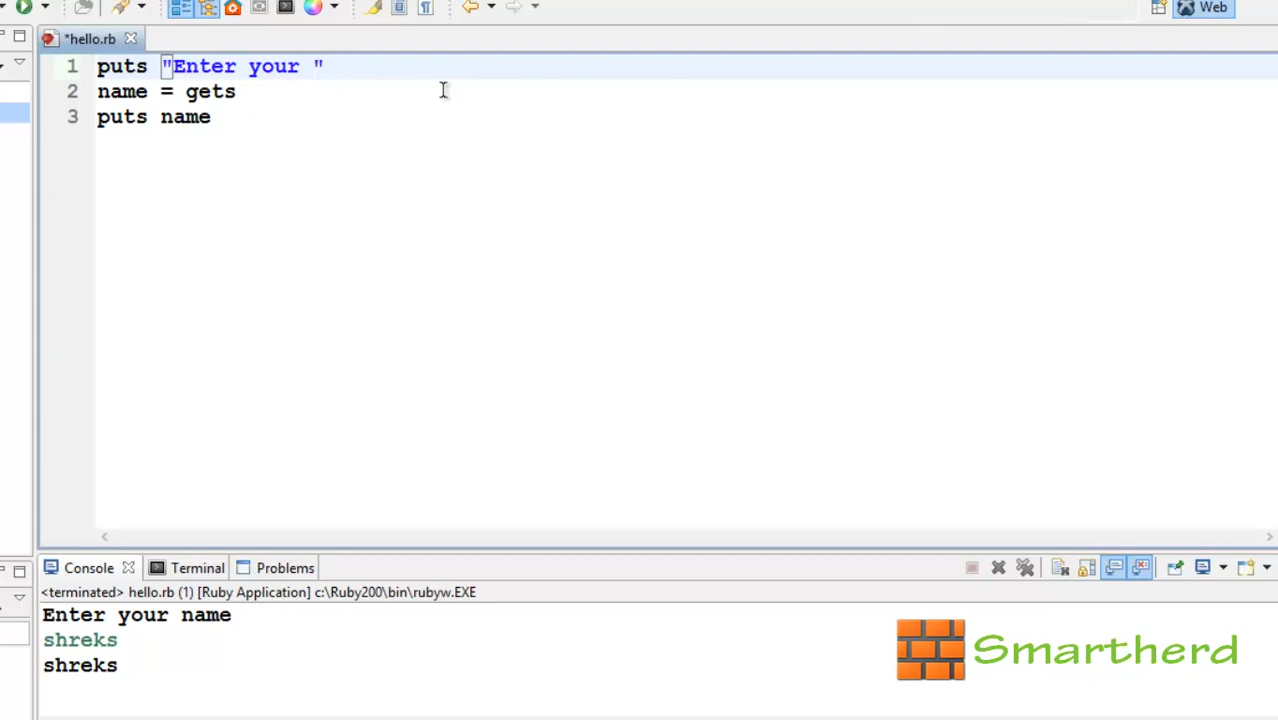 Web
*hello.rb
1 puts "Enter your "
2 name = gets
3 puts name
Console Terminal Problems
<terminated> hello.rb (1) [Ruby Application] c:\Ruby200\bin\rubyw.EXE
Enter your name
shreks
shreks
Smartherd